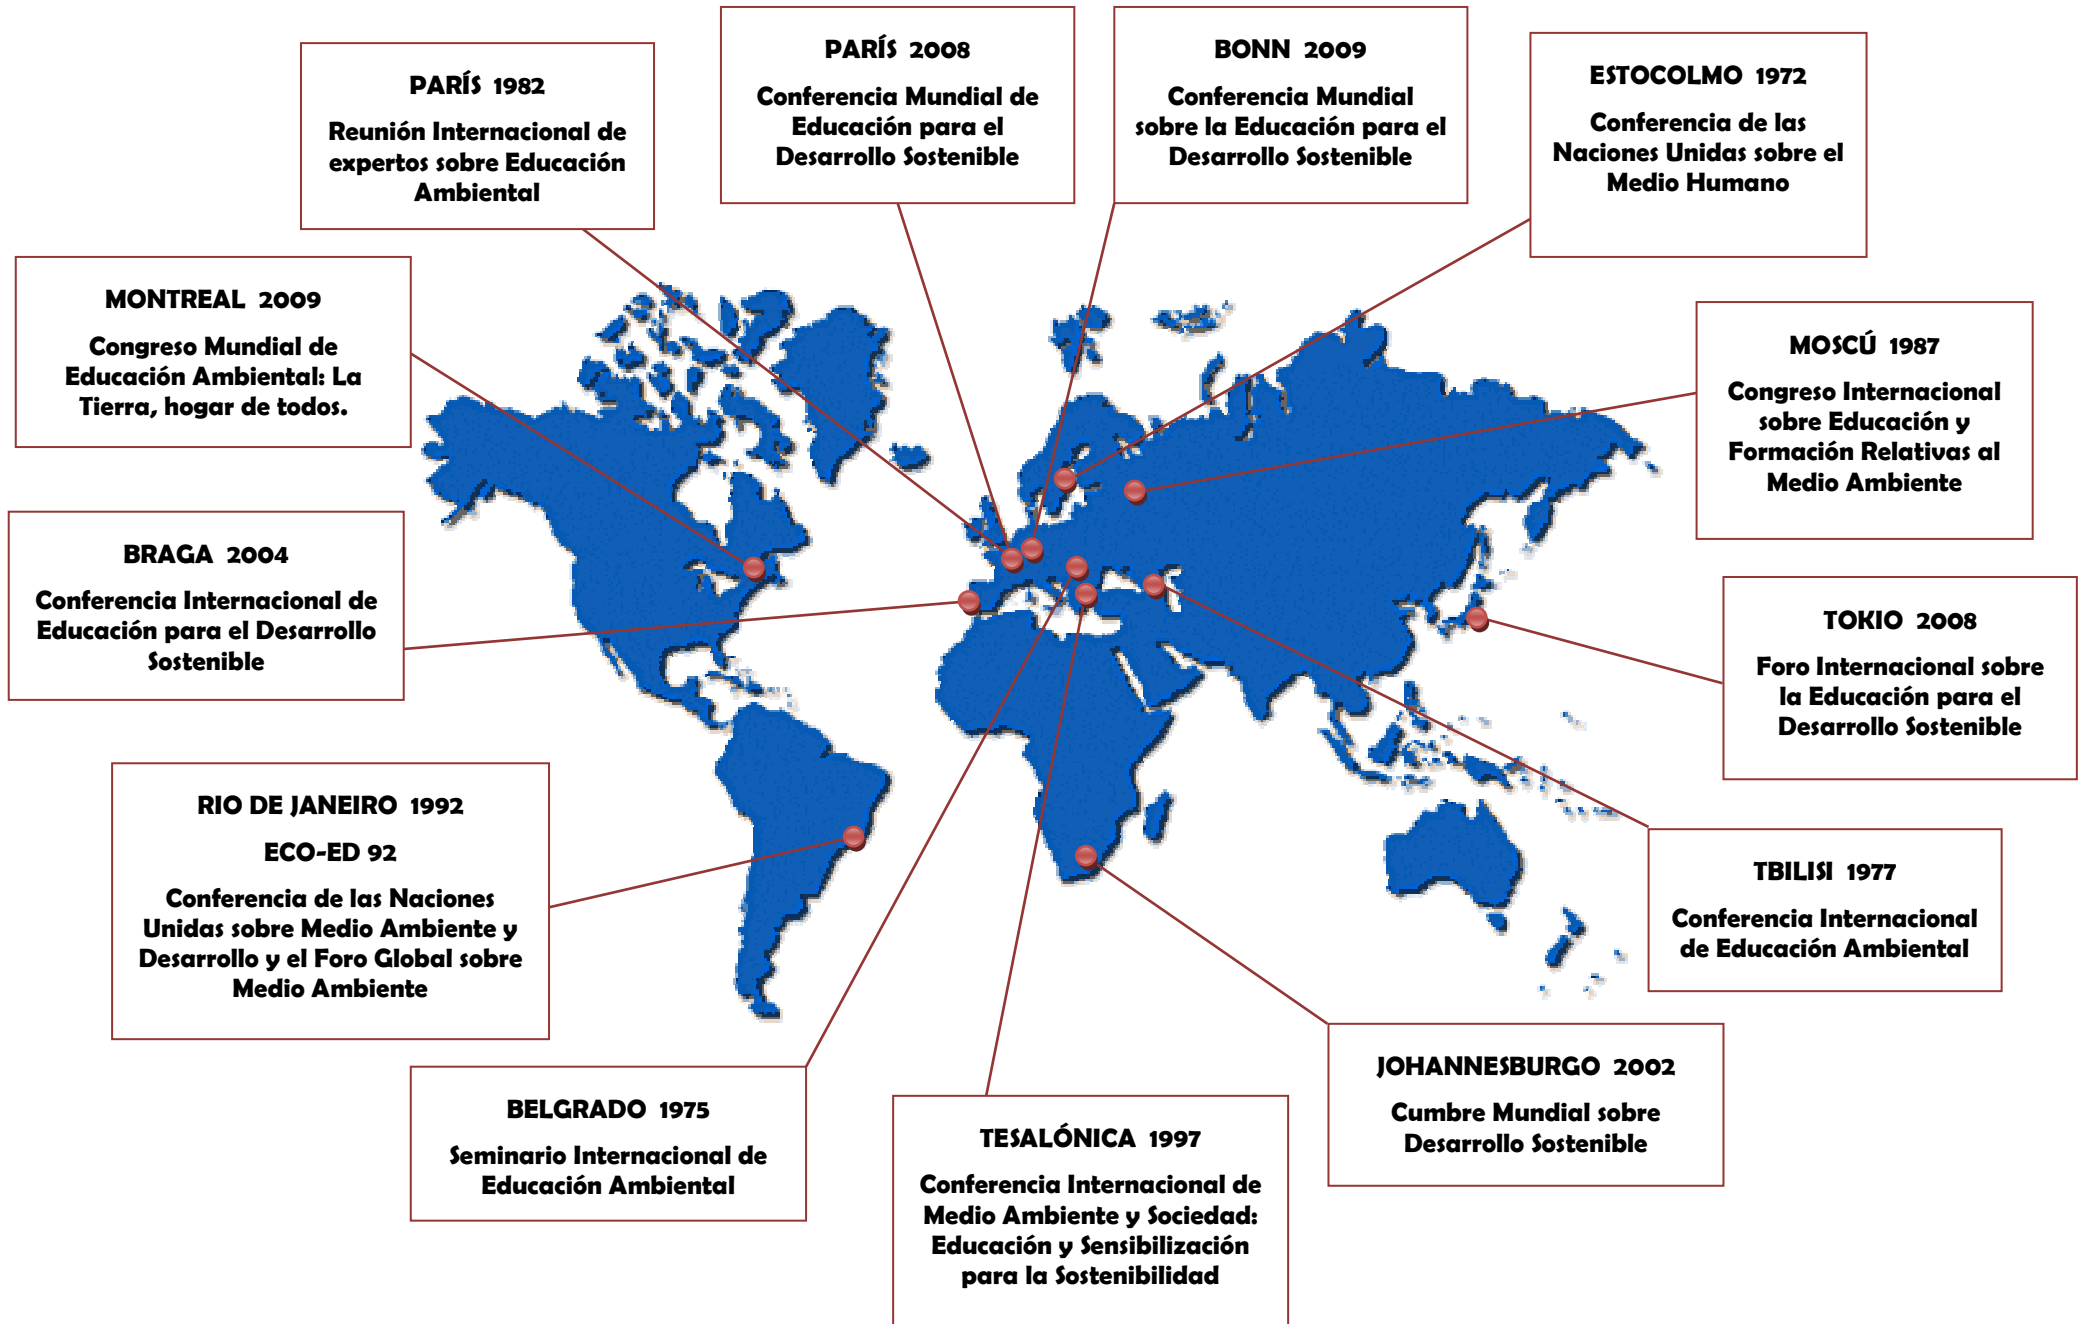 PARÍS 1982
Reunión Internacional de
expertos sobre Educación
Ambiental
PARÍS 2008
Conferencia Mundial de
Educación para el
Desarrollo Sostenible
BONN 2009
Conferencia Mundial
sobre la Educación para el
Desarrollo Sostenible
ESTOCOLMO 1972
Conferencia de las
Naciones Unidas sobre el
Medio Humano
MONTREAL 2009
Congreso Mundial de
Educación Ambiental: La
Tierra, hogar de todos.
MOSCÚ 1987
Congreso Internacional
sobre Educación y
Formación Relativas al
Medio Ambiente
BRAGA 2004
Conferencia Internacional de
Educación para el Desarrollo
Sostenible
TOKIO 2008
Foro Internacional sobre
la Educación para el
Desarrollo Sostenible
RIO DE JANEIRO 1992
ECO-ED 92
Conferencia de las Naciones
Unidas sobre Medio Ambiente y
Desarrollo y el Foro Global sobre
Medio Ambiente
TBILISI 1977
Conferencia Internacional
de Educación Ambiental
BELGRADO 1975
Seminario Internacional de
Educación Ambiental
TESALÓNICA 1997
Conferencia Internacional de
Medio Ambiente y Sociedad:
Educación y Sensibilización
para la Sostenibilidad
JOHANNESBURGO 2002
Cumbre Mundial sobre
Desarrollo Sostenible